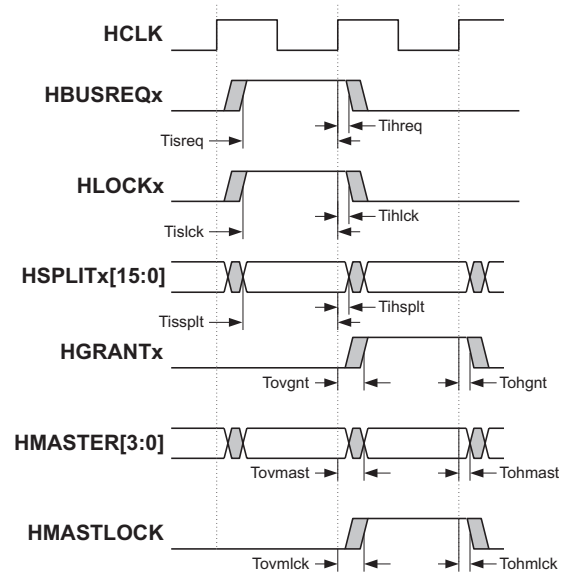 HCLK
HBUSREQx
Tihreq
Tisreq
HLOCKx
Tihlck
Tislck
HSPLITx[15:0]
Tihsplt
Tissplt
HGRANTx
Tovgnt
Tohgnt
HMASTER[3:0]
Tovmast
Tohmast
HMASTLOCK
Tovmlck
Tohmlck